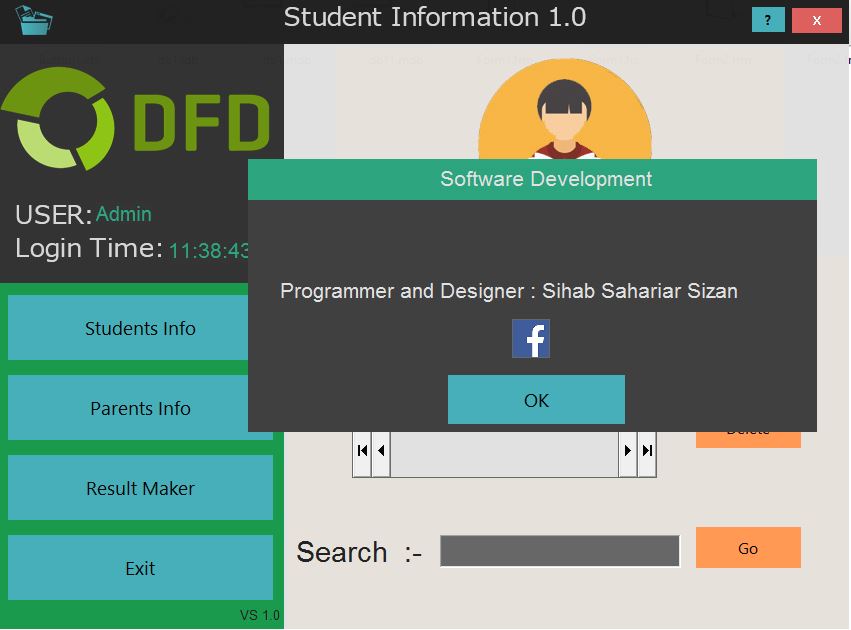 Student Information 1.0
?
X
DFD
USER: Admin
Login Time: 11:38:43
Software Development
Programmer and Designer : Sihab Sahariar Sizan
f
OK
Students Info
Parents Info
Result Maker
Exit
VS 1.0
Delete
Search :-
Go